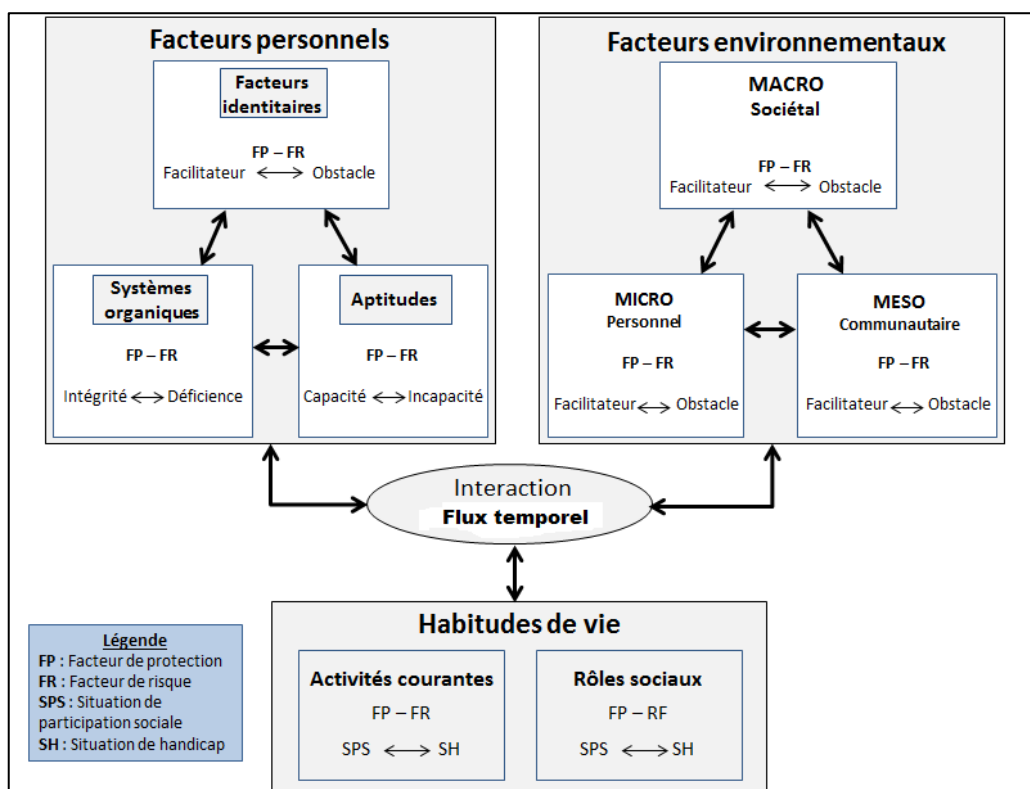 Facteurs personnels
Facteurs
identitaires
FP – FR
Facilitateur Obstacle
Systèmes
organiques
FP – FR
Intégrité Déficience
Aptitudes
FP – FR
Capacité Incapacité
Facteurs environnementaux
MACRO
Sociétal
FP – FR
Facilitateur Obstacle
MICRO
Personnel
FP – FR
Facilitateur Obstacle
MESO
Communautaire
FP – FR
Facilitateur Obstacle
Interaction
Flux temporel
Habitudes de vie
Activités courantes
FP – FR
SPS SH
Rôles sociaux
FP – RF
SPS SH
Légende
FP : Facteur de protection
FR : Facteur de risque
SPS : Situation de
participation sociale
SH : Situation de handicap